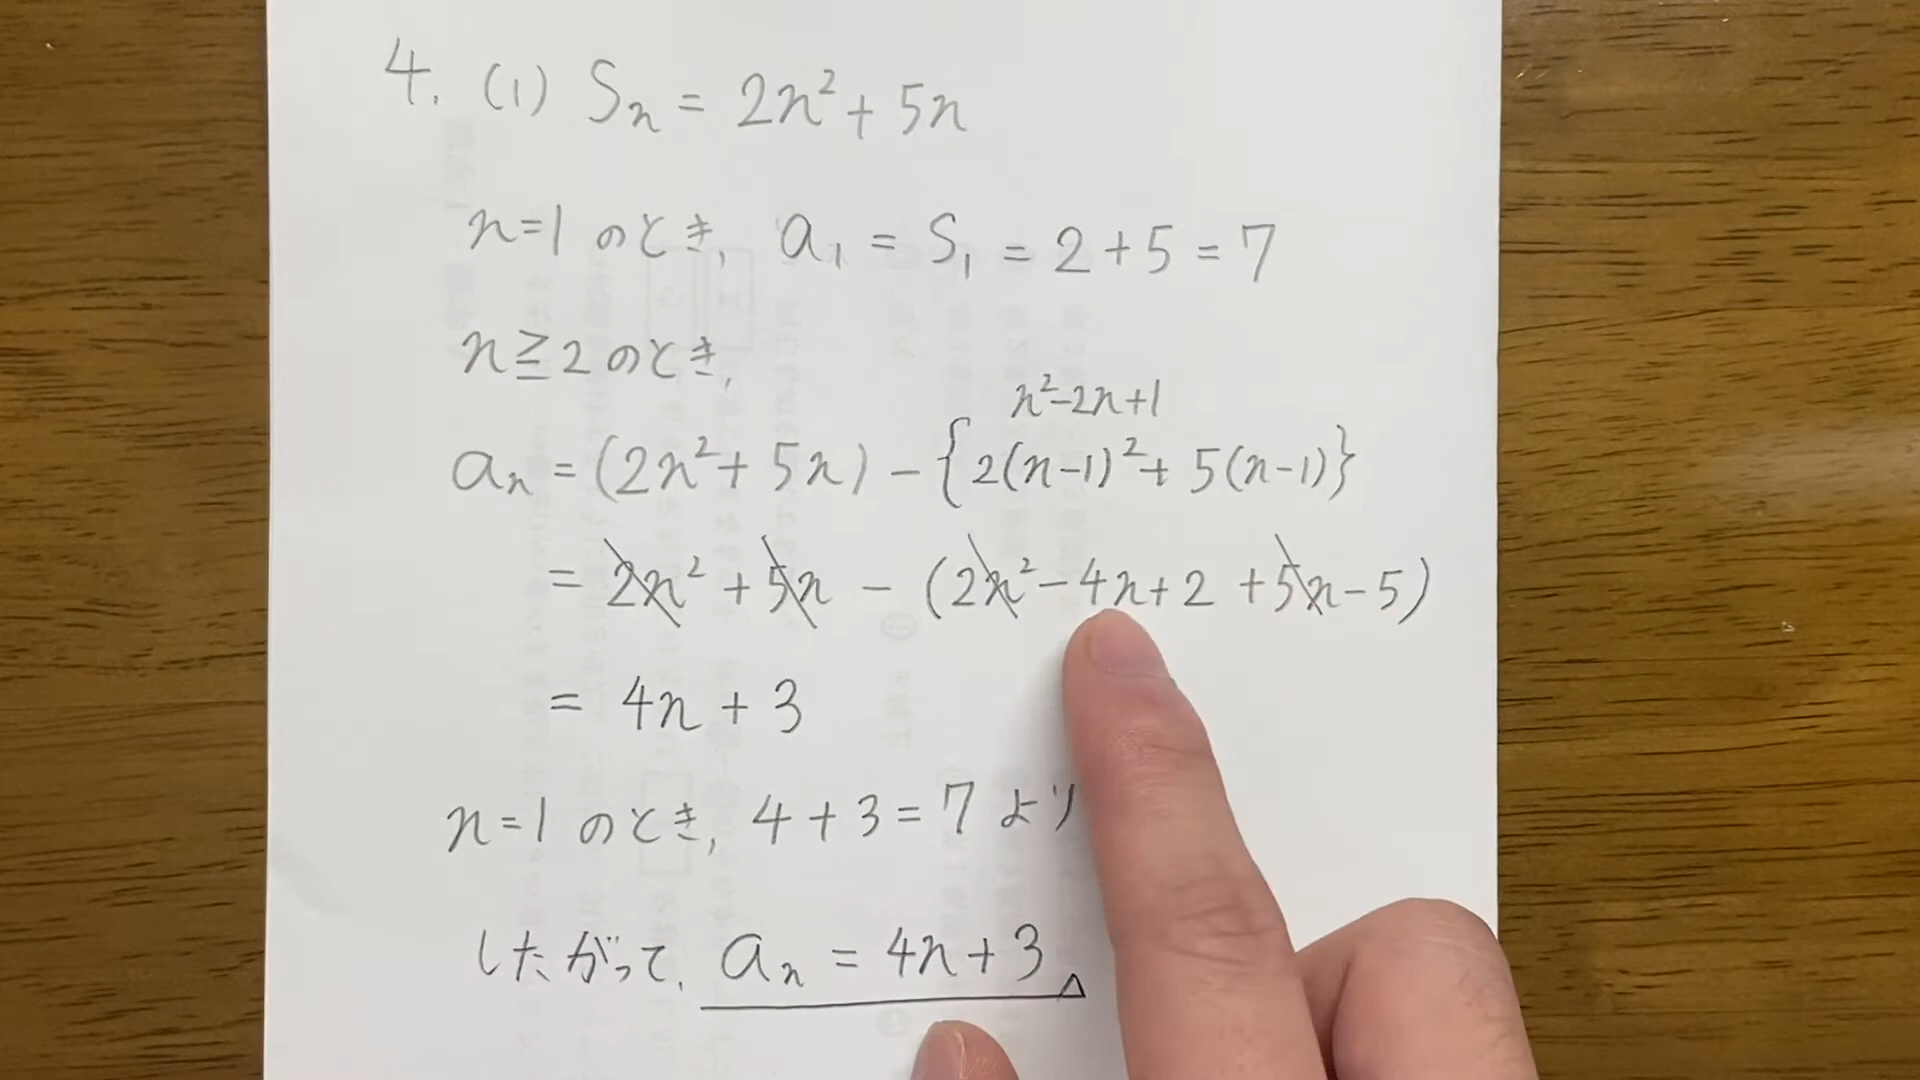 4. (1) Sₙ = 2n² + 5n
n=1 のとき, a₁ = S₁ = 2 + 5 = 7
n≧2 のとき,
n²-2n+1
aₙ = (2n² + 5n) - {2(n-1)² + 5(n-1)}
= 2n² + 5n - (2n² - 4n + 2 + 5n - 5)
= 4n + 3
n=1 のとき, 4 + 3 = 7 より
したがって, aₙ = 4n + 3